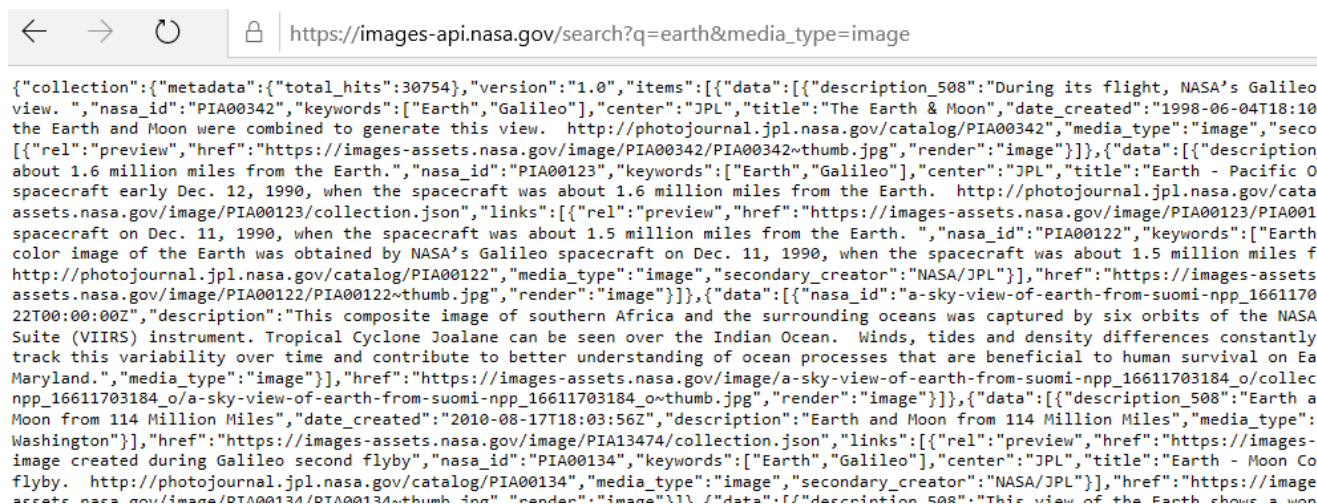 https://images-api.nasa.gov/search?q=earth&media_type=image
{"collection":{"metadata":{"total_hits":30754},"version":"1.0","items":[{"data":[{"description_508":"During its flight, NASA’s Galileo
view. ","nasa_id":"PIA00342","keywords":["Earth","Galileo"],"center":"JPL","title":"The Earth & Moon","date_created":"1998-06-04T18:10
the Earth and Moon were combined to generate this view.  http://photojournal.jpl.nasa.gov/catalog/PIA00342","media_type":"image","seco
[{"rel":"preview","href":"https://images-assets.nasa.gov/image/PIA00342/PIA00342~thumb.jpg","render":"image"}]},{"data":[{"description
about 1.6 million miles from the Earth.","nasa_id":"PIA00123","keywords":["Earth","Galileo"],"center":"JPL","title":"Earth - Pacific O
spacecraft early Dec. 12, 1990, when the spacecraft was about 1.6 million miles from the Earth.  http://photojournal.jpl.nasa.gov/cata
assets.nasa.gov/image/PIA00123/collection.json","links":[{"rel":"preview","href":"https://images-assets.nasa.gov/image/PIA00123/PIA001
spacecraft on Dec. 11, 1990, when the spacecraft was about 1.5 million miles from the Earth. ","nasa_id":"PIA00122","keywords":["Earth
color image of the Earth was obtained by NASA’s Galileo spacecraft on Dec. 11, 1990, when the spacecraft was about 1.5 million miles f
http://photojournal.jpl.nasa.gov/catalog/PIA00122","media_type":"image","secondary_creator":"NASA/JPL"}],"href":"https://images-assets
assets.nasa.gov/image/PIA00122/PIA00122~thumb.jpg","render":"image"}]},{"data":[{"nasa_id":"a-sky-view-of-earth-from-suomi-npp_1661170
22T00:00:00Z","description":"This composite image of southern Africa and the surrounding oceans was captured by six orbits of the NASA
Suite (VIIRS) instrument. Tropical Cyclone Joalane can be seen over the Indian Ocean.  Winds, tides and density differences constantly
track this variability over time and contribute to better understanding of ocean processes that are beneficial to human survival on Ea
Maryland.","media_type":"image"}],"href":"https://images-assets.nasa.gov/image/a-sky-view-of-earth-from-suomi-npp_16611703184_o/collec
npp_16611703184_o/a-sky-view-of-earth-from-suomi-npp_16611703184_o~thumb.jpg","render":"image"}]},{"data":[{"description_508":"Earth a
Moon from 114 Million Miles","date_created":"2010-08-17T18:03:56Z","description":"Earth and Moon from 114 Million Miles","media_type":
Washington"}],"href":"https://images-assets.nasa.gov/image/PIA13474/collection.json","links":[{"rel":"preview","href":"https://images-
image created during Galileo second flyby","nasa_id":"PIA00134","keywords":["Earth","Galileo"],"center":"JPL","title":"Earth - Moon Co
flyby.  http://photojournal.jpl.nasa.gov/catalog/PIA00134","media_type":"image","secondary_creator":"NASA/JPL"}],"href":"https://image
assets.nasa.gov/image/PIA00134/PIA00134~thumb.jpg","render":"image"}]},{"data":[{"description_508":"This view of the Earth shows a won